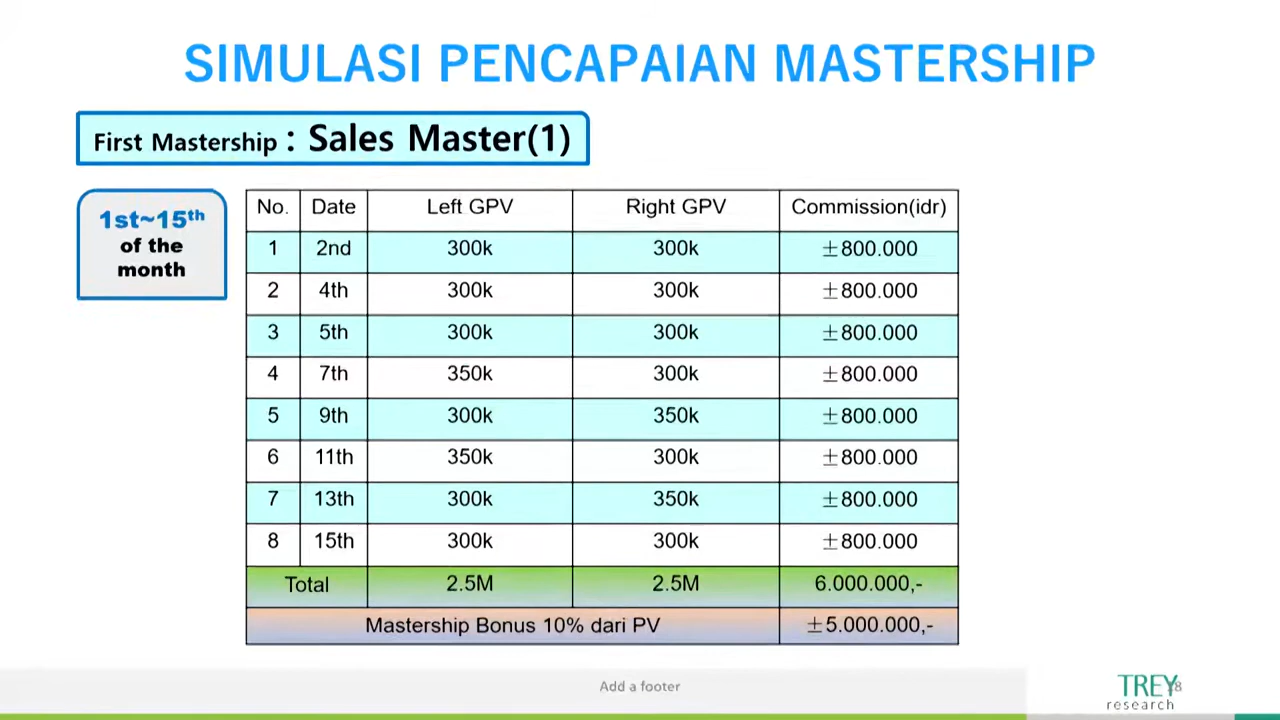 SIMULASI PENCAPAIAN MASTERSHIP
First Mastership : Sales Master(1)
1st~15th
of the
month
No. Date Left GPV Right GPV Commission(idr)
1 2nd 300k 300k ±800.000
2 4th 300k 300k ±800.000
3 5th 300k 300k ±800.000
4 7th 350k 300k ±800.000
5 9th 300k 350k ±800.000
6 11th 350k 300k ±800.000
7 13th 300k 350k ±800.000
8 15th 300k 300k ±800.000
Total 2.5M 2.5M 6.000.000,-
Mastership Bonus 10% dari PV ±5.000.000,-
Add a footer
TREY
research